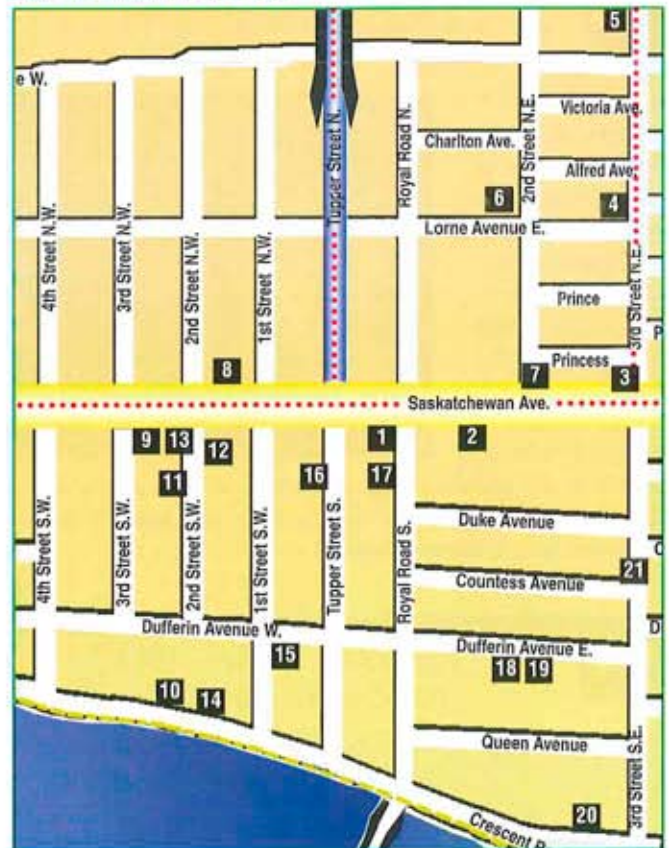 5
e W.
Victoria Ave.
Tupper Street N.
Royal Road N.
2nd Street N.E.
Charlton Ave.
Alfred Ave
6
4
Lorne Avenue E.
4th Street N.W.
3rd Street N.W.
2nd Street N.W.
1st Street N.W.
3rd Street N.E.
Prince
P
Princess
8
7
3
Saskatchewan Ave.
9
13
12
1
2
11
16
17
4th Street S.W.
3rd Street S.W.
2nd Street S.W.
1st Street S.W.
Tupper Street S.
Royal Road S.
Duke Avenue
Countess Avenue
21
Dufferin Avenue W.
Dufferin Avenue E.
D
15
18
19
10
14
Queen Avenue
3rd Street S.E.
20
Crescent